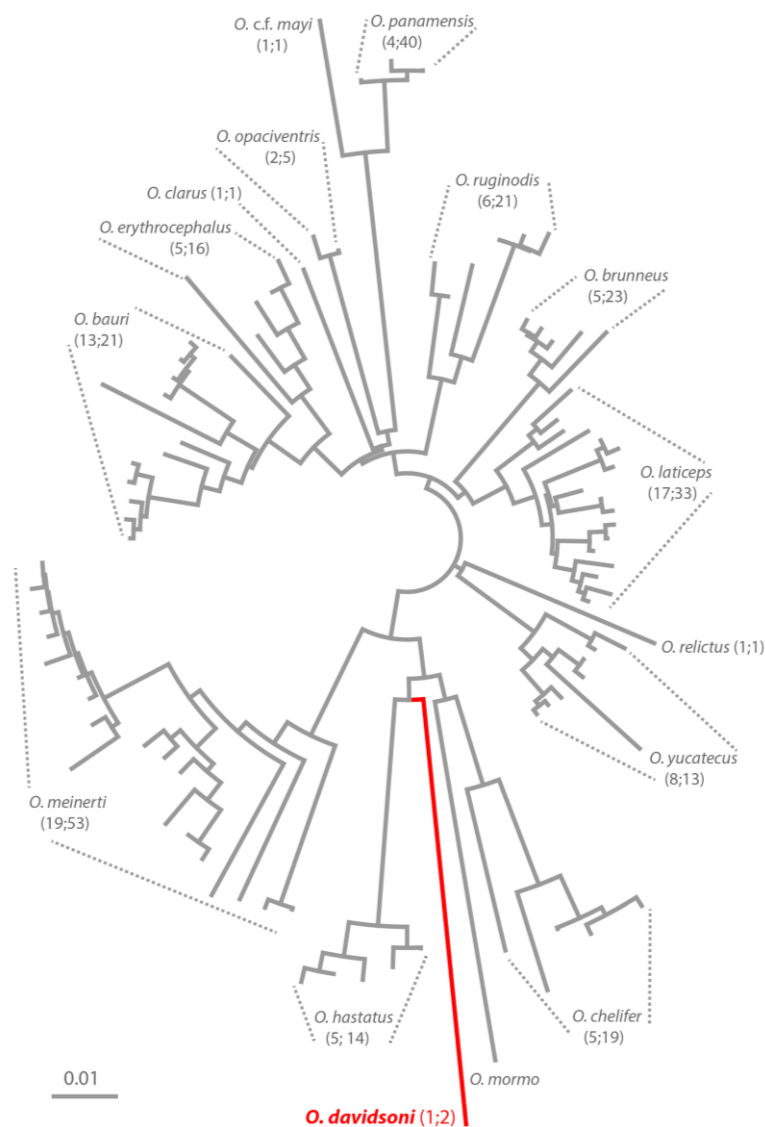 O. c.f. mayi
(1;1)
O. panamensis
(4;40)
O. opaciventris
(2;5)
O. ruginodis
(6;21)
O. clarus (1;1)
O. erythrocephalus
(5;16)
O. brunneus
(5;23)
O. bauri
(13;21)
O. laticeps
(17;33)
O. relictus (1;1)
O. yucatecus
(8;13)
O. meinerti
(19;53)
O. hastatus
(5; 14)
O. chelifer
(5;19)
0.01
O. mormo
O. davidsoni (1;2)